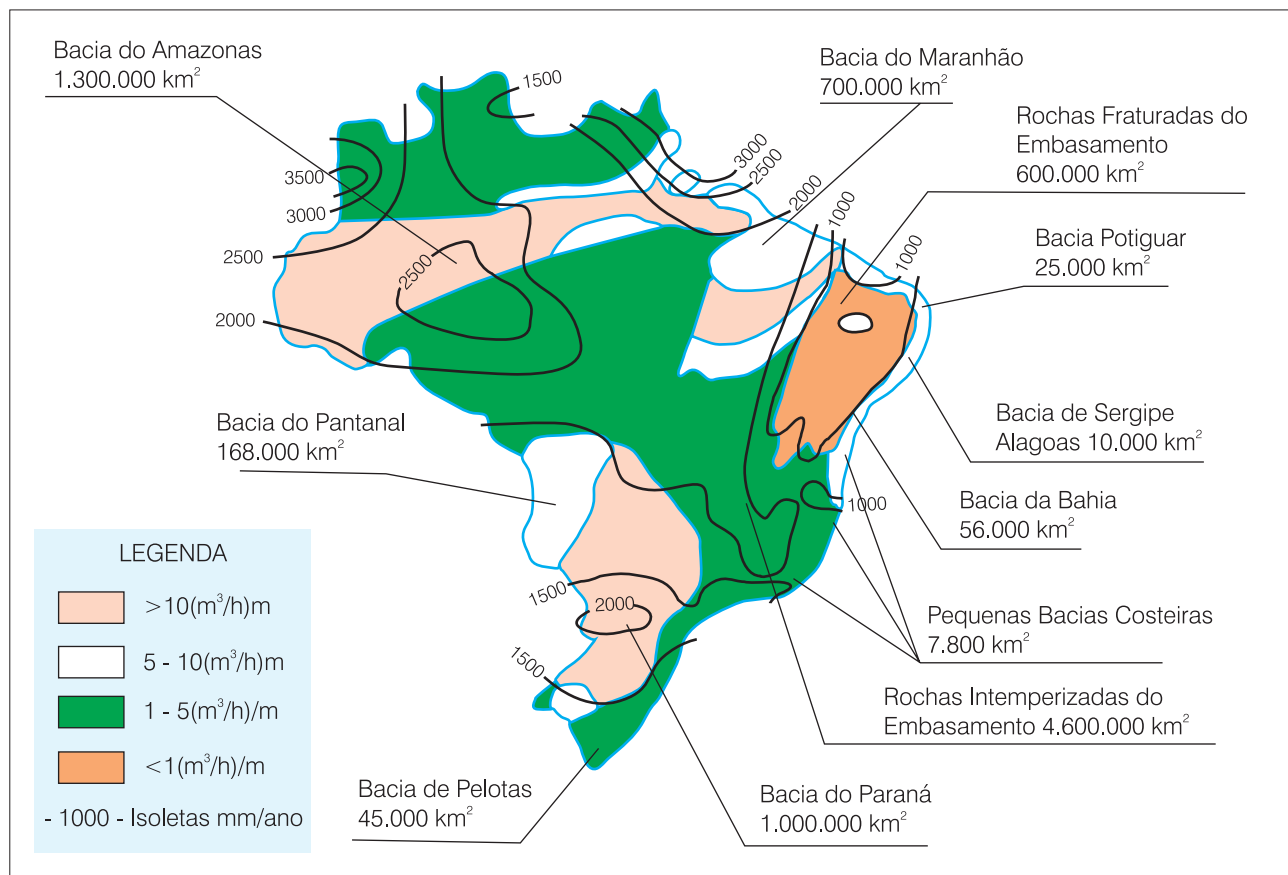 Bacia do Amazonas
1.300.000 km²
Bacia do Maranhão
700.000 km²
Rochas Fraturadas do
Embasamento
600.000 km²
Bacia Potiguar
25.000 km²
Bacia de Sergipe
Alagoas 10.000 km²
Bacia da Bahia
56.000 km²
Pequenas Bacias Costeiras
7.800 km²
Rochas Intemperizadas do
Embasamento 4.600.000 km²
Bacia do Paraná
1.000.000 km²
Bacia de Pelotas
45.000 km²
Bacia do Pantanal
168.000 km²
1500
3500
3000
2500
2000
2500
3000
2500
2000
1000
1000
1000
1500
2000
1500
LEGENDA
>10(m³/h)m
5 - 10(m³/h)m
1 - 5(m³/h)/m
<1(m³/h)/m
- 1000 - Isoletas mm/ano